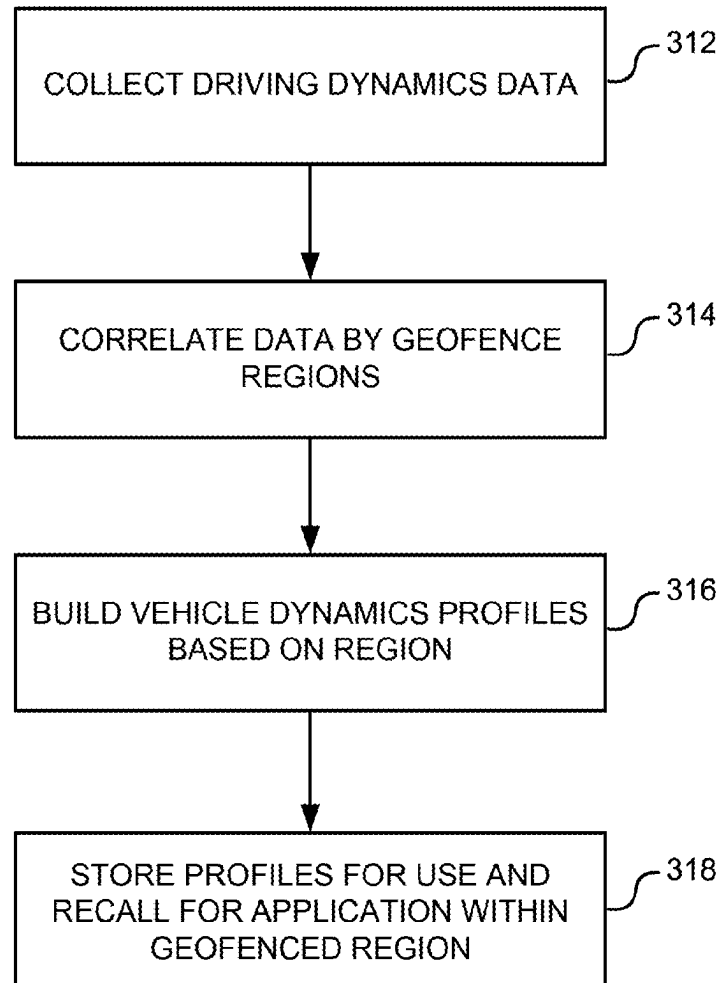 COLLECT DRIVING DYNAMICS DATA
312
CORRELATE DATA BY GEOFENCE
REGIONS
314
BUILD VEHICLE DYNAMICS PROFILES
BASED ON REGION
316
STORE PROFILES FOR USE AND
RECALL FOR APPLICATION WITHIN
GEOFENCED REGION
318